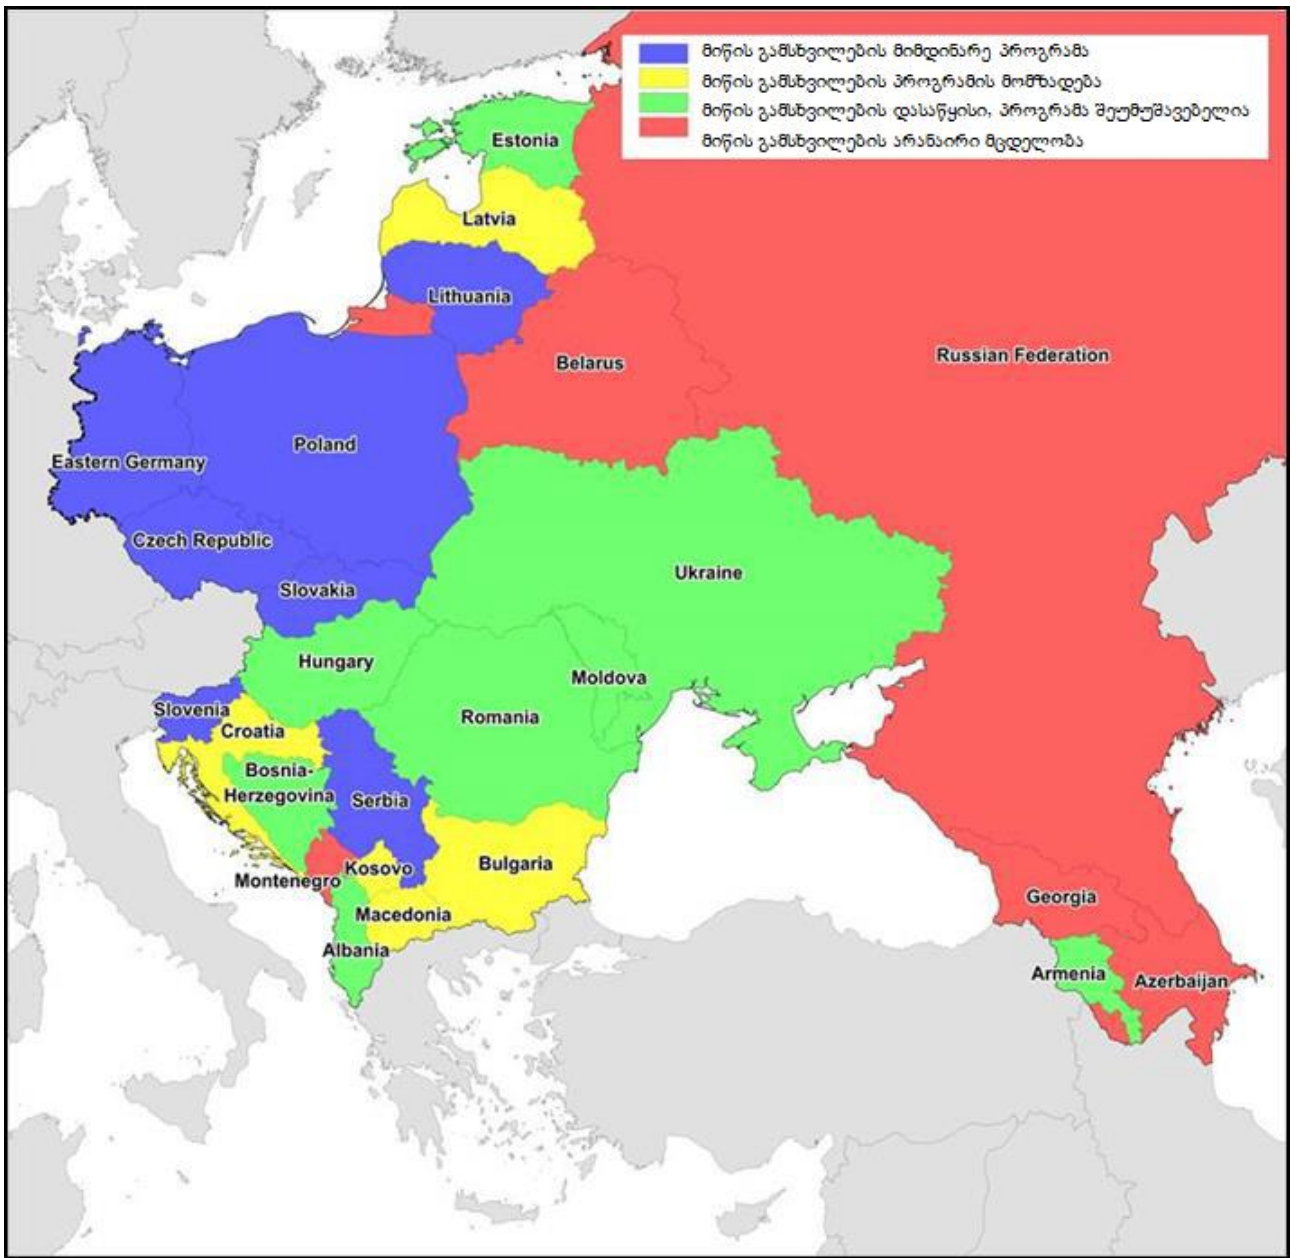 მიწის გამსხვილების მიმდინარე პროგრამა
მიწის გამსხვილების პროგრამის მომზადება
მიწის გამსხვილების დასაწყისი, პროგრამა შეუმუშავებელია
მიწის გამსხვილების არანაირი მცდელობა
Estonia
Latvia
Lithuania
Belarus
Russian Federation
Poland
Eastern Germany
Czech Republic
Slovakia
Ukraine
Hungary
Moldova
Slovenia
Romania
Croatia
Bosnia-
Herzegovina
Serbia
Kosovo
Bulgaria
Montenegro
Macedonia
Albania
Georgia
Armenia
Azerbaijan